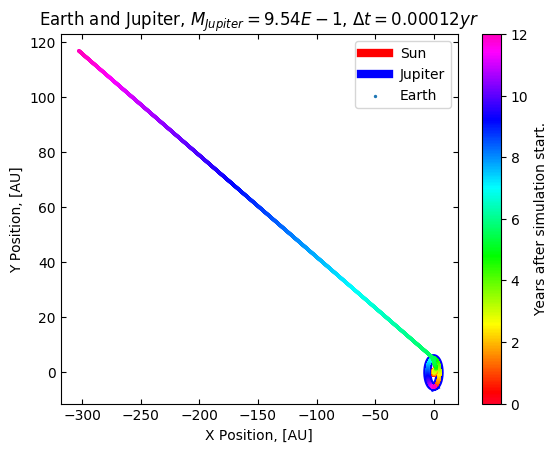 Earth and Jupiter, $M_{Jupiter} = 9.54E − 1$, $\Delta t = 0.00012yr$
Sun
Jupiter
Earth
120
100
80
60
40
20
0
Y Position, [AU]
−300 −250 −200 −150 −100 −50 0
X Position, [AU]
12
10
8
6
4
2
0
Years after simulation start.